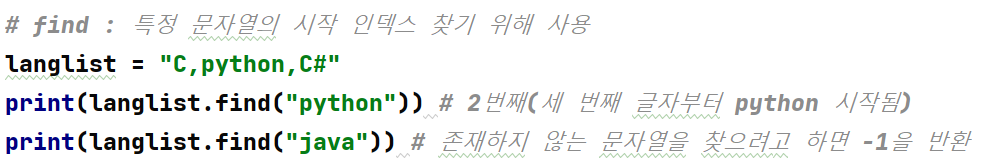 # find : 특정 문자열의 시작 인덱스 찾기 위해 사용
langlist = "C,python,C#"
print(langlist.find("python")) # 2번째(세 번째 글자부터 python 시작됨)
print(langlist.find("java")) # 존재하지 않는 문자열을 찾으려고 하면 -1을 반환